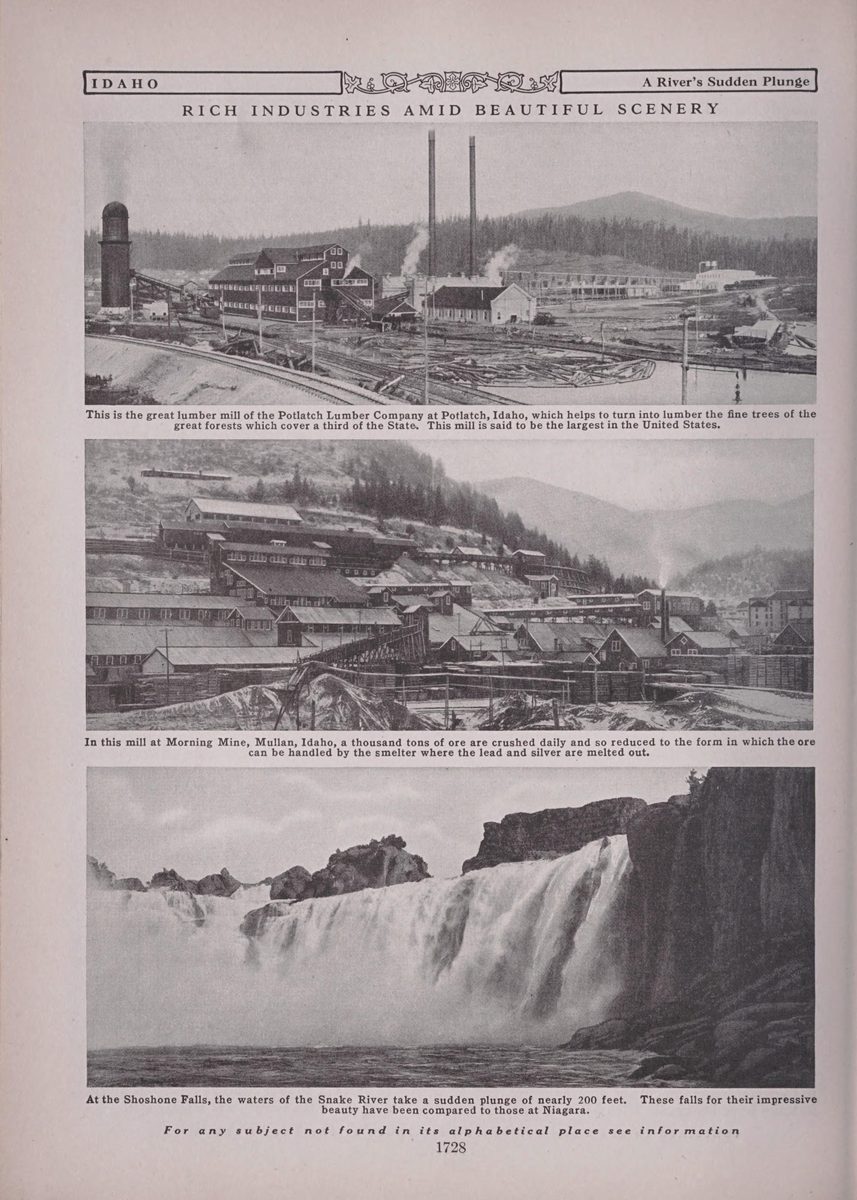 IDAHO
A River's Sudden Plunge
RICH INDUSTRIES AMID BEAUTIFUL SCENERY
This is the great lumber mill of the Potlatch Lumber Company at Potlatch, Idaho, which helps to turn into lumber the fine trees of the
great forests which cover a third of the State. This mill is said to be the largest in the United States.
In this mill at Morning Mine, Mullan, Idaho, a thousand tons of ore are crushed daily and so reduced to the form in which the ore
can be handled by the smelter where the lead and silver are melted out.
At the Shoshone Falls, the waters of the Snake River take a sudden plunge of nearly 200 feet. These falls for their impressive
beauty have been compared to those at Niagara.
For any subject not found in its alphabetical place see information
1728